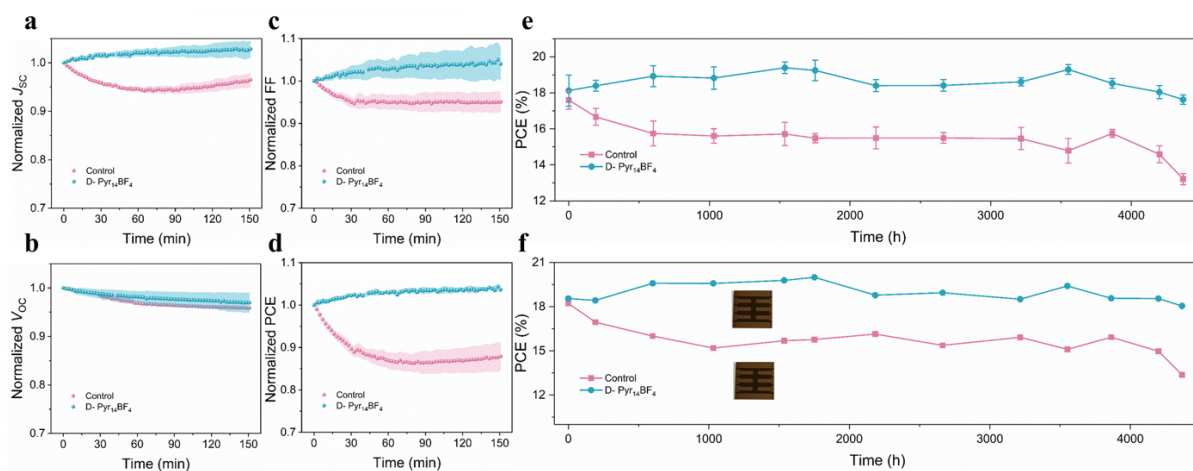 a
1.1
1.0
0.9
0.8
0.7
Normalized J_SC
Control
D- Pyr₁₄BF₄
0 30 60 90 120 150
Time (min)
b
1.1
1.0
0.9
0.8
0.7
Normalized V_OC
Control
D- Pyr₁₄BF₄
0 30 60 90 120 150
Time (min)
c
1.1
1.0
0.9
0.8
0.7
Normalized FF
Control
D- Pyr₁₄BF₄
0 30 60 90 120 150
Time (min)
d
1.1
1.0
0.9
0.8
0.7
Normalized PCE
Control
D- Pyr₁₄BF₄
0 30 60 90 120 150
Time (min)
e
21
20
18
16
14
12
PCE (%)
Control
D- Pyr₁₄BF₄
0 1000 2000 3000 4000
Time (h)
f
21
18
15
12
PCE (%)
Control
D- Pyr₁₄BF₄
0 1000 2000 3000 4000
Time (h)